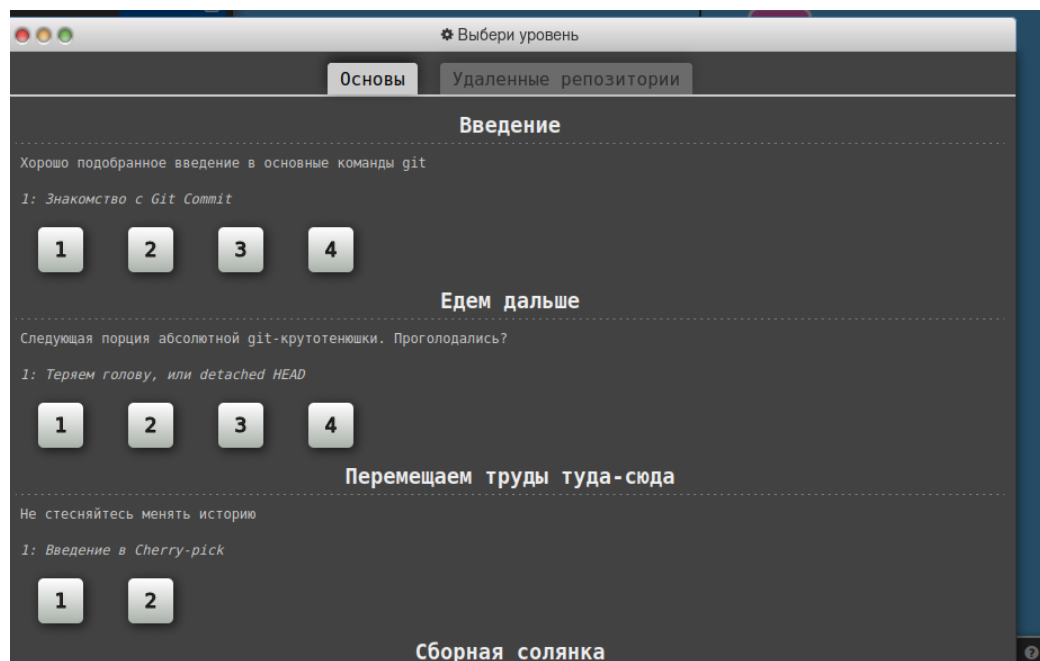 Выбери уровень
Основы Удаленные репозитории
Введение
Хорошо подобранное введение в основные команды git
1: Знакомство с Git Commit
1 2 3 4
Едем дальше
Следующая порция абсолютной git-крутотенюшки. Проголодались?
1: Теряем голову, или detached HEAD
1 2 3 4
Перемещаем труды туда-сюда
Не стесняйтесь менять историю
1: Введение в Cherry-pick
1 2
Сборная солянка